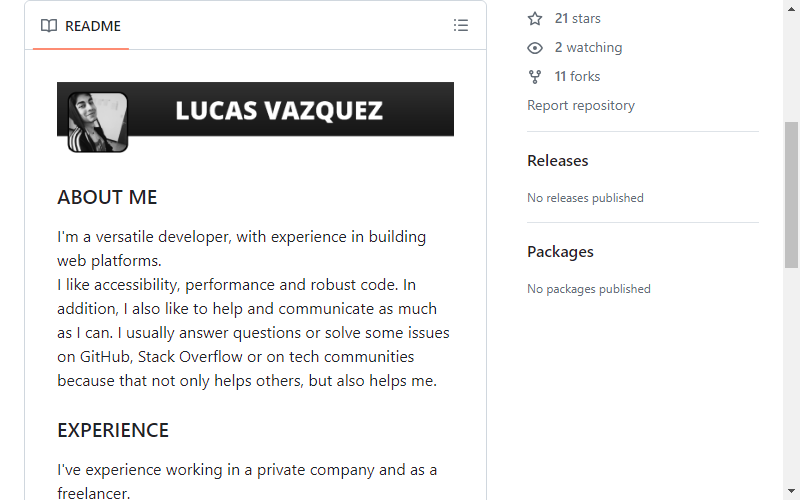 README
LUCAS VAZQUEZ
ABOUT ME
I'm a versatile developer, with experience in building
web platforms.
I like accessibility, performance and robust code. In
addition, I also like to help and communicate as much
as I can. I usually answer questions or solve some issues
on GitHub, Stack Overflow or on tech communities
because that not only helps others, but also helps me.
EXPERIENCE
I've experience working in a private company and as a
freelancer.
21 stars
2 watching
11 forks
Report repository
Releases
No releases published
Packages
No packages published